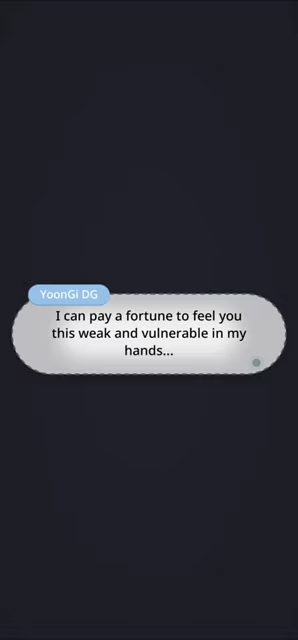 YoonGi DG
I can pay a fortune to feel you
this weak and vulnerable in my
hands...